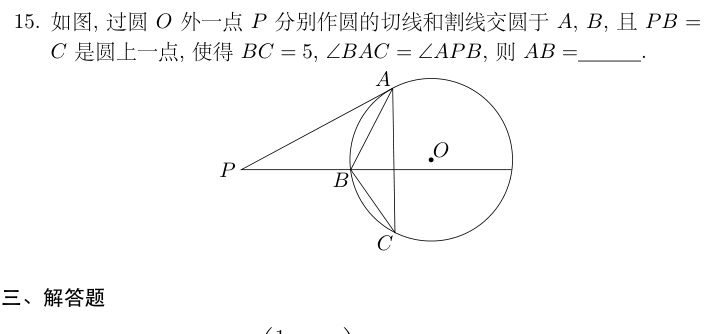 15. 如图, 过圆 O 外一点 P 分别作圆的切线和割线交圆于 A, B, 且 PB =
C 是圆上一点, 使得 BC = 5, ∠BAC = ∠APB, 则 AB =______.
A
O
P
B
C
三、解答题